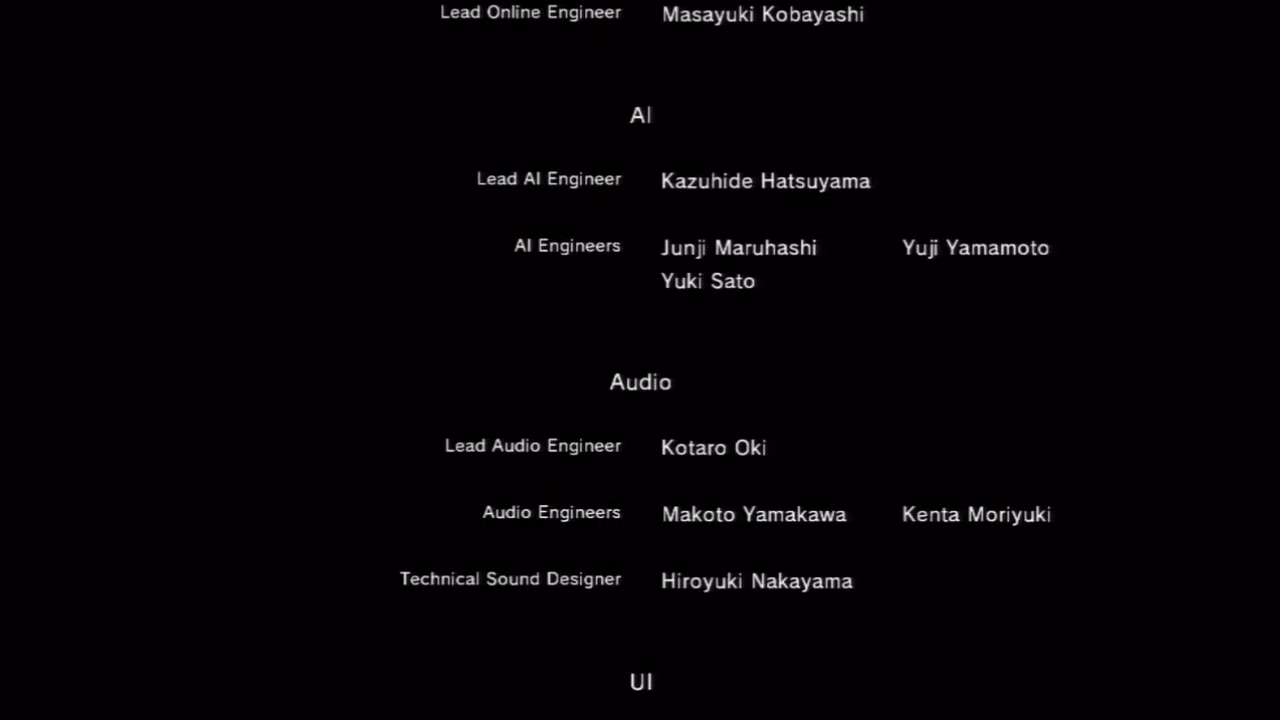 Lead Online Engineer Masayuki Kobayashi
AI
Lead AI Engineer Kazuhide Hatsuyama
AI Engineers Junji Maruhashi Yuji Yamamoto
Yuki Sato
Audio
Lead Audio Engineer Kotaro Oki
Audio Engineers Makoto Yamakawa Kenta Moriyuki
Technical Sound Designer Hiroyuki Nakayama
UI